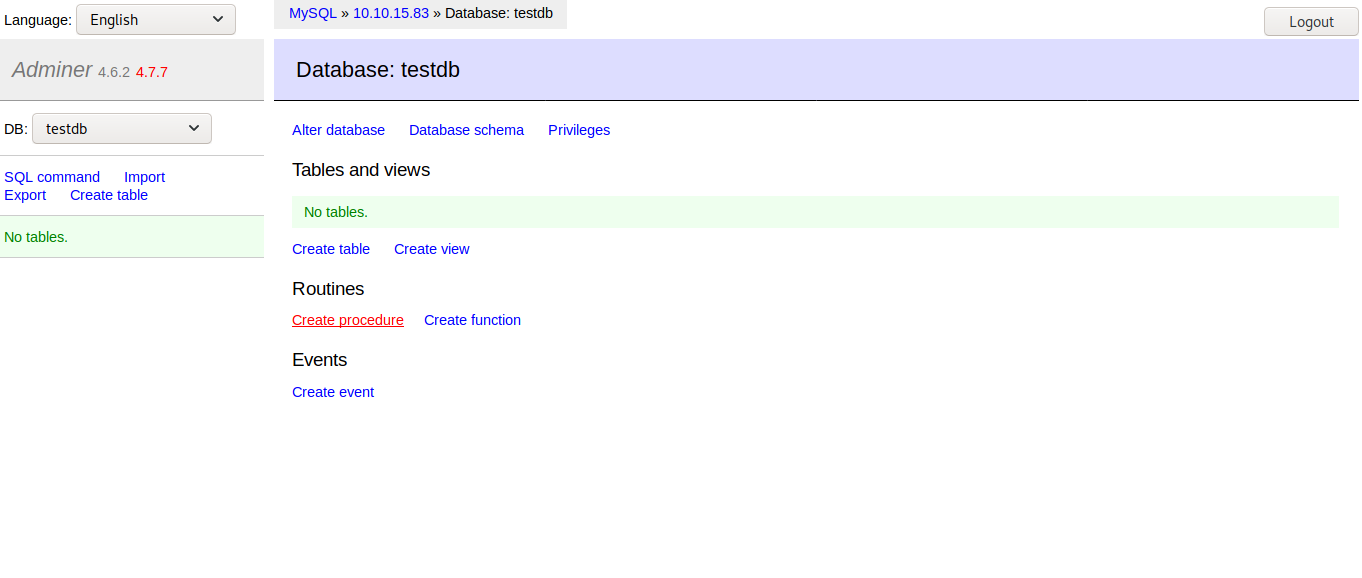 Language: English
MySQL » 10.10.15.83 » Database: testdb
Logout
Adminer 4.6.2 4.7.7
Database: testdb
DB: testdb
SQL command Import
Export Create table
No tables.
Alter database Database schema Privileges
Tables and views
No tables.
Create table Create view
Routines
Create procedure Create function
Events
Create event